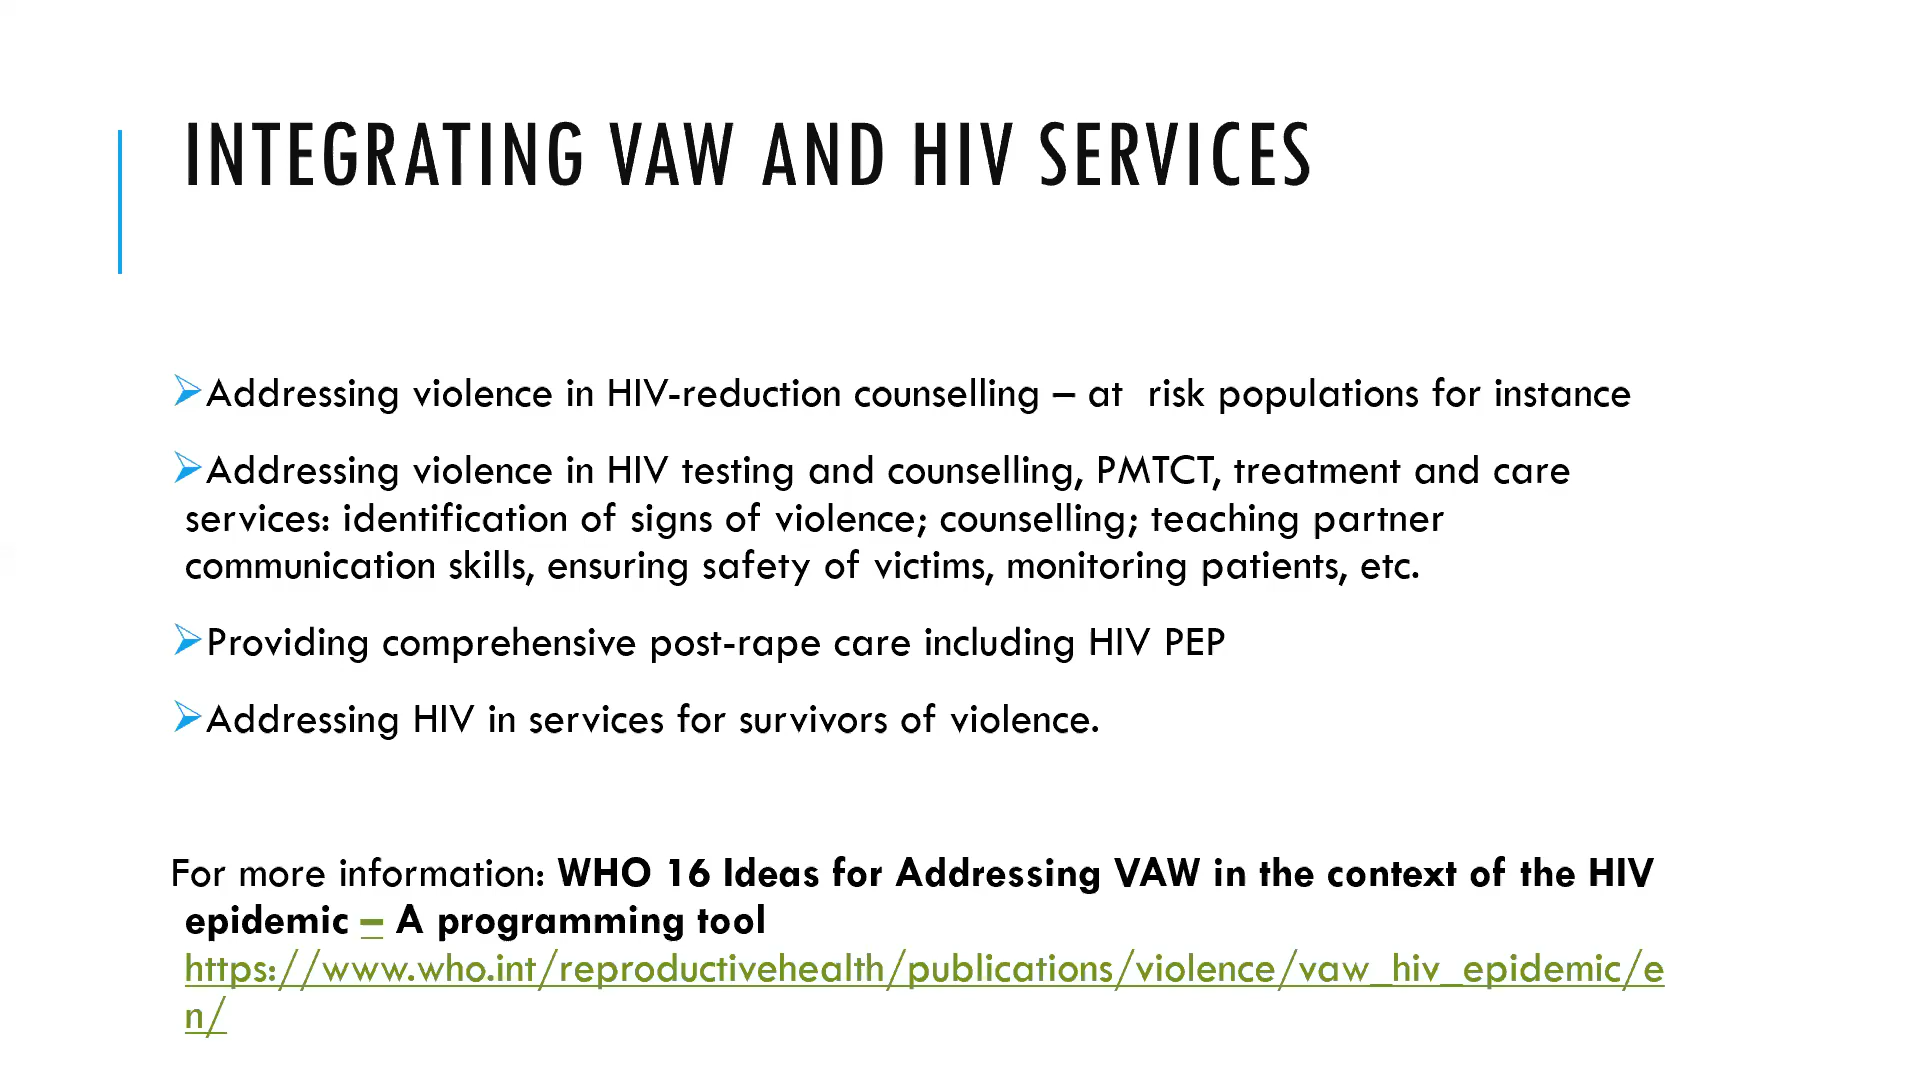 INTEGRATING VAW AND HIV SERVICES
➢Addressing violence in HIV-reduction counselling – at  risk populations for instance
➢Addressing violence in HIV testing and counselling, PMTCT, treatment and care
services: identification of signs of violence; counselling; teaching partner
communication skills, ensuring safety of victims, monitoring patients, etc.
➢Providing comprehensive post-rape care including HIV PEP
➢Addressing HIV in services for survivors of violence.
For more information: WHO 16 Ideas for Addressing VAW in the context of the HIV
epidemic – A programming tool
https://www.who.int/reproductivehealth/publications/violence/vaw_hiv_epidemic/e
n/